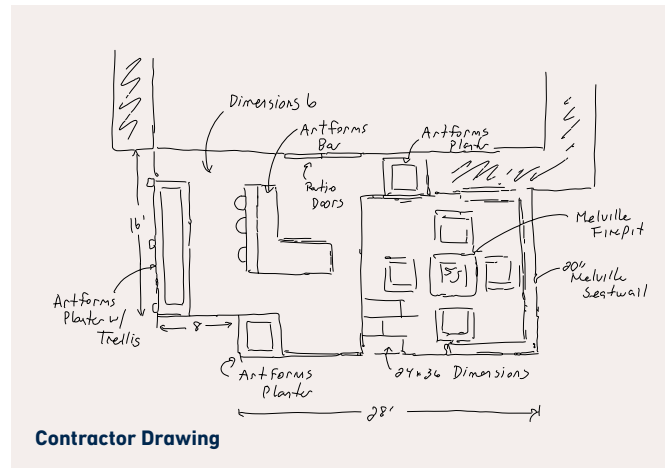 Dimensions 6
Artforms
Bar
Artforms
Planter
Patio
Doors
16'
Melville
Firepit
20"
Melville
Seatwall
Artforms
Planter w/
Trellis
8
Artforms
Planter
24x36 Dimensions
28'
Contractor Drawing